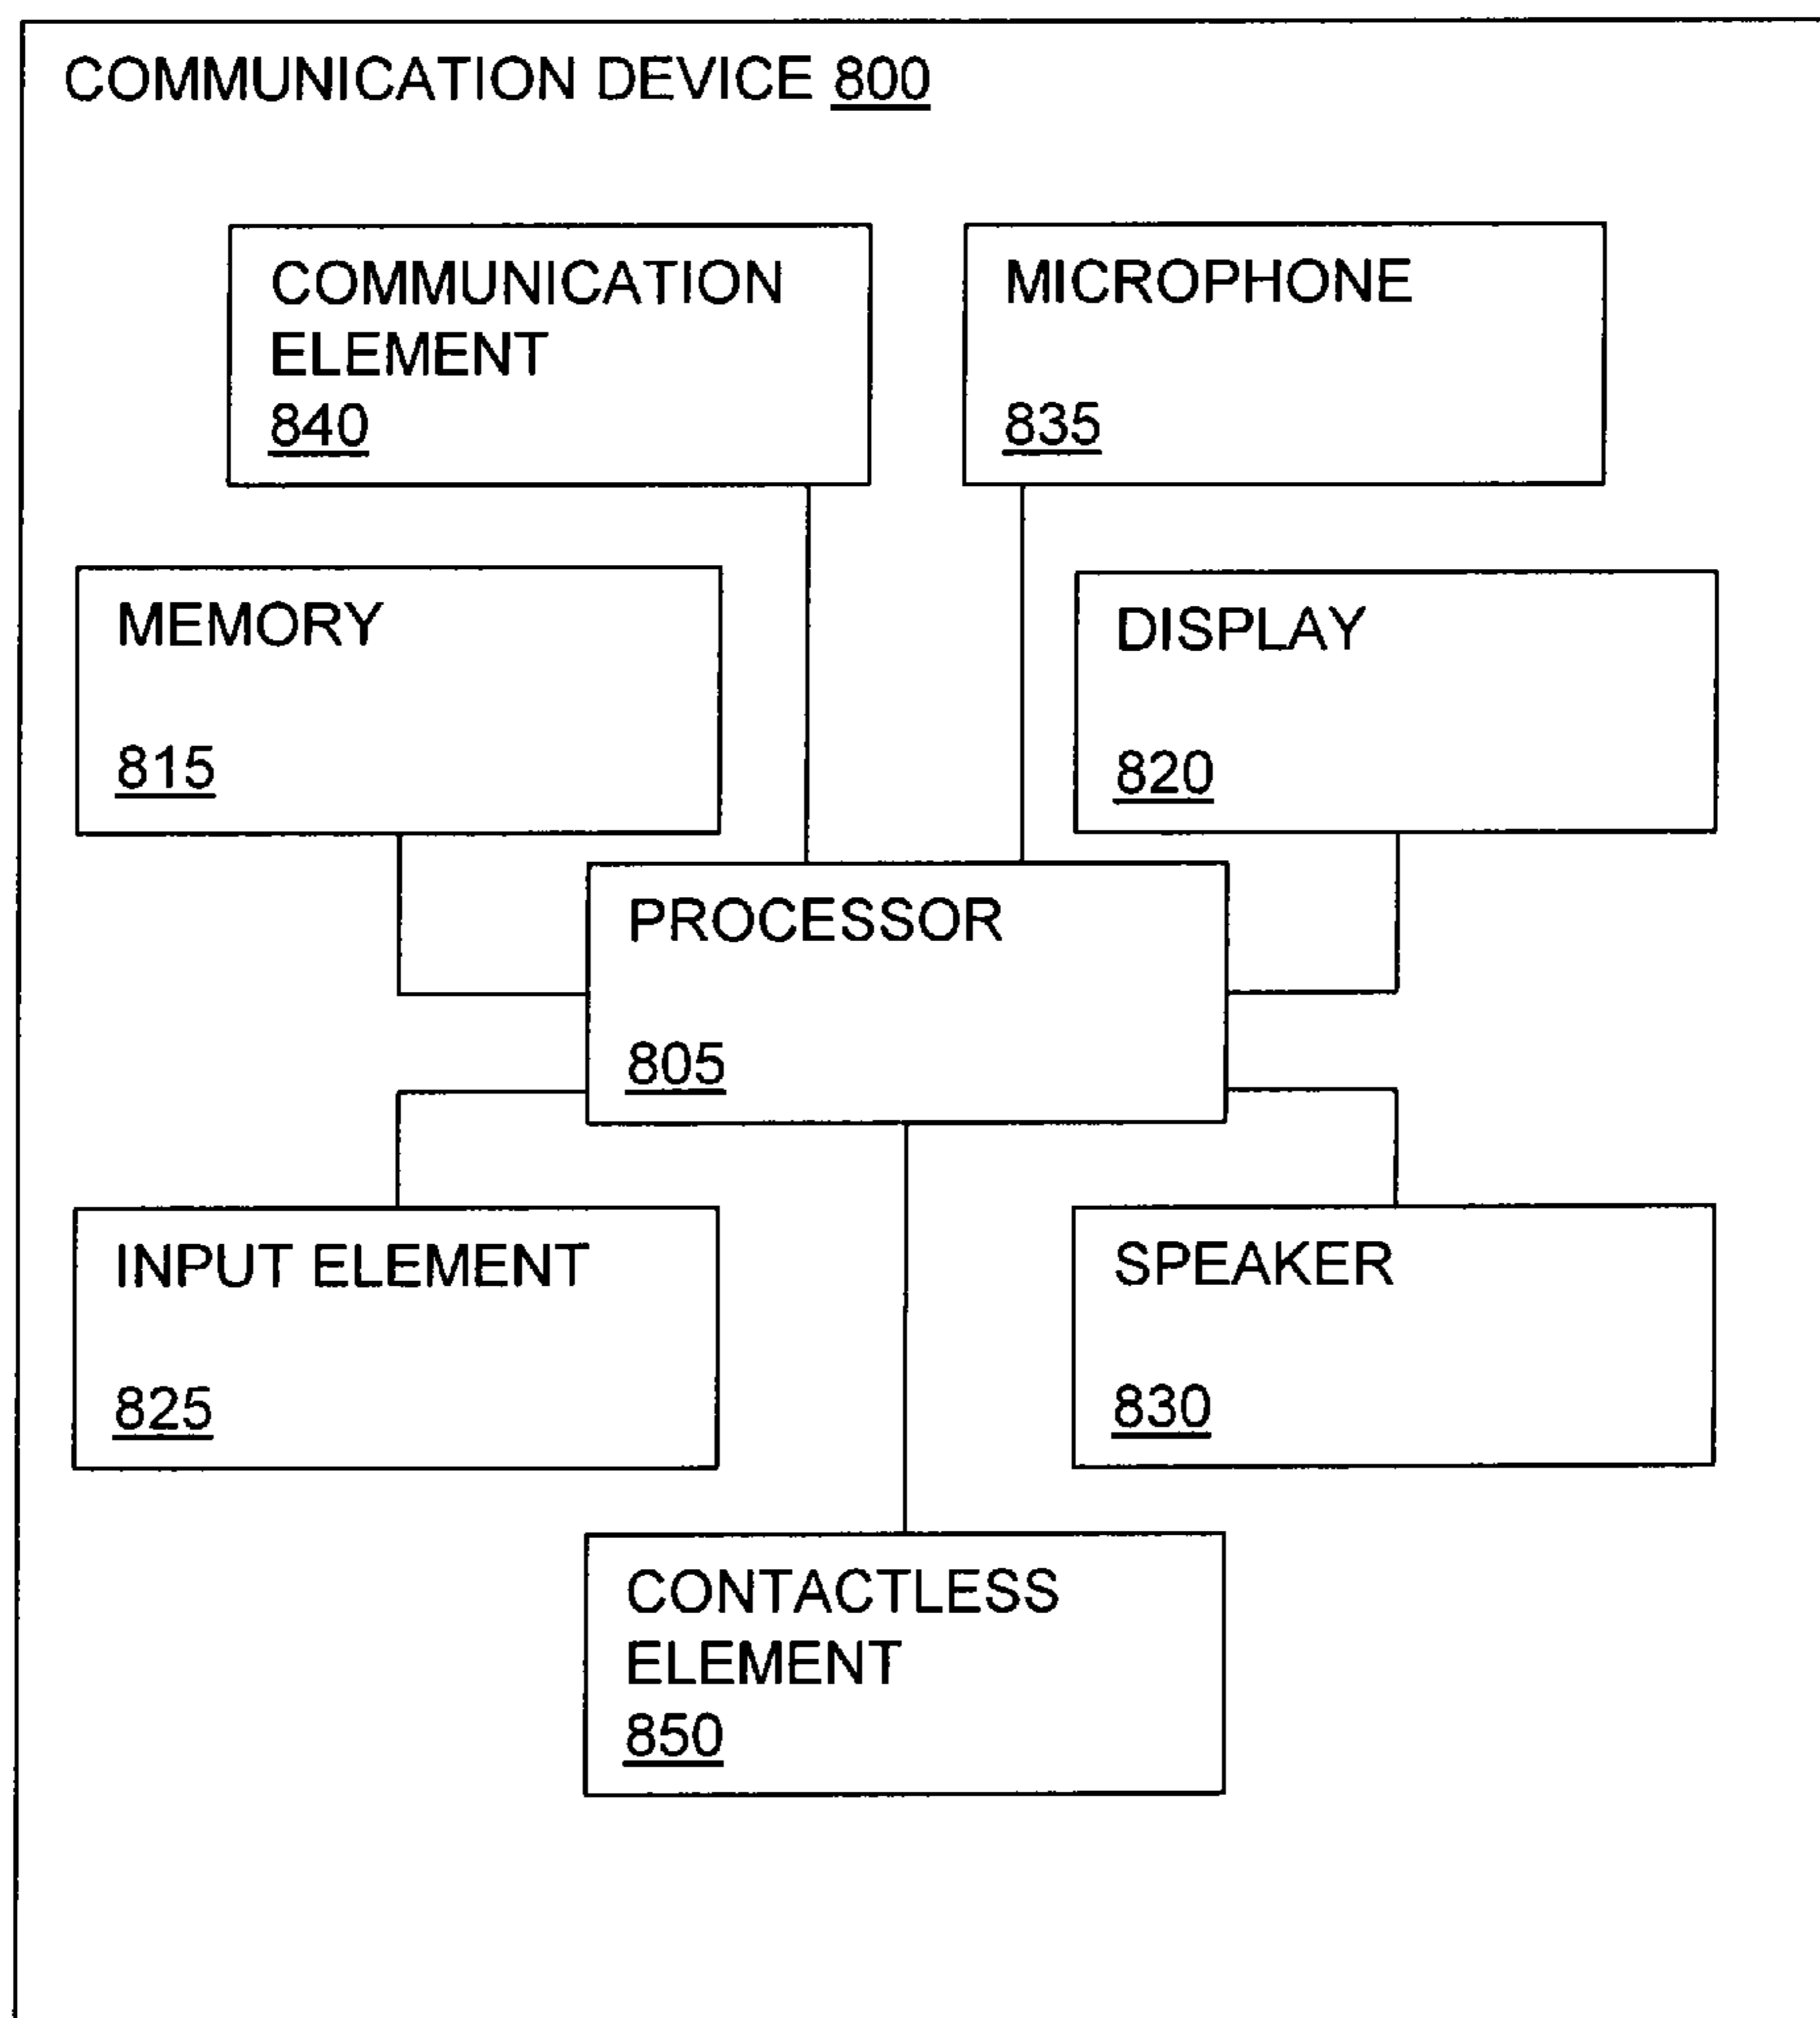 COMMUNICATION DEVICE 800
COMMUNICATION
ELEMENT
840
MICROPHONE
835
MEMORY
815
DISPLAY
820
PROCESSOR
805
INPUT ELEMENT
825
SPEAKER
830
CONTACTLESS
ELEMENT
850